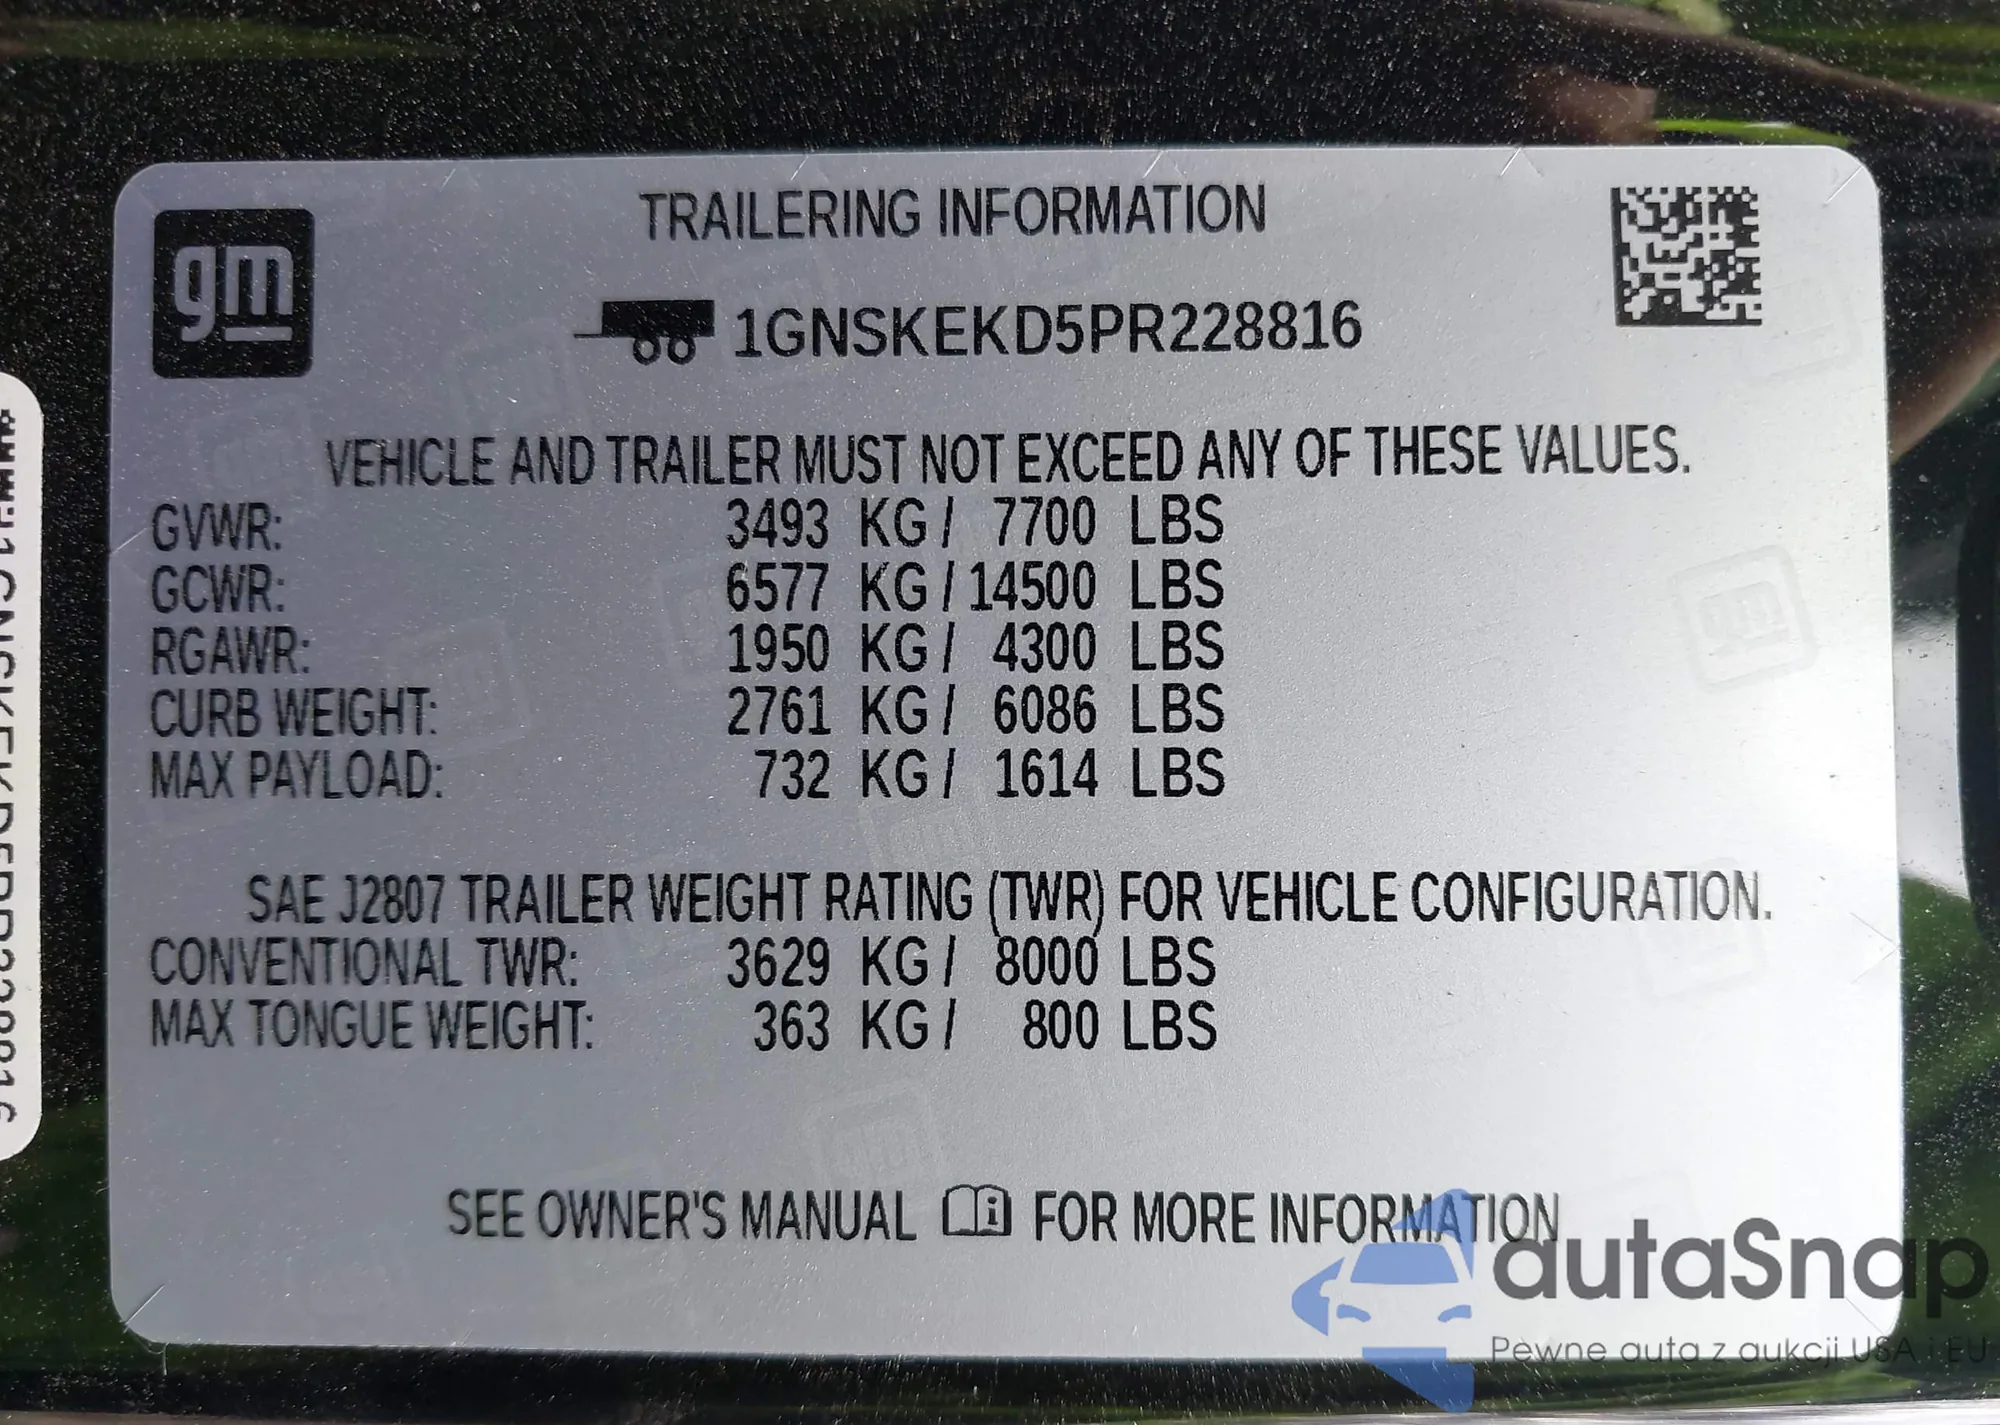 gm
TRAILERING INFORMATION
1GNSKEKD5PR228816
VEHICLE AND TRAILER MUST NOT EXCEED ANY OF THESE VALUES.
GVWR: 3493 KG / 7700 LBS
GCWR: 6577 KG / 14500 LBS
RGAWR: 1950 KG / 4300 LBS
CURB WEIGHT: 2761 KG / 6086 LBS
MAX PAYLOAD: 732 KG / 1614 LBS
SAE J2807 TRAILER WEIGHT RATING (TWR) FOR VEHICLE CONFIGURATION.
CONVENTIONAL TWR: 3629 KG / 8000 LBS
MAX TONGUE WEIGHT: 363 KG / 800 LBS
SEE OWNER'S MANUAL FOR MORE INFORMATION
autaSnap
Pewne auta z aukcji USA i EU